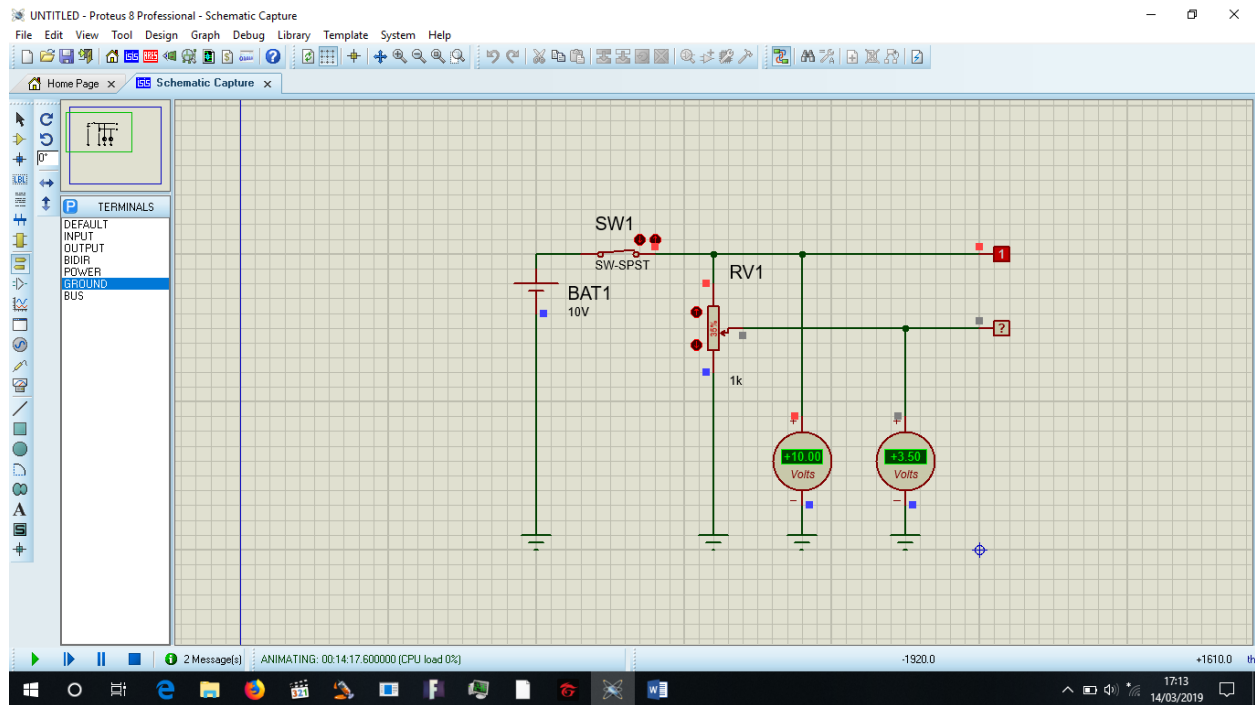 UNTITLED - Proteus 8 Professional - Schematic Capture
File Edit View Tool Design Graph Debug Library Template System Help
Home Page x Schematic Capture x
0°
LBL
P TERMINALS
DEFAULT
INPUT
OUTPUT
BIDIR
POWER
GROUND
BUS
SW1
SW-SPST
1
RV1
BAT1
10V
?
1k
+
+
+10.00
Volts
+3.50
Volts
A
S
2 Message(s) ANIMATING: 00:14:17.600000 (CPU load 0%) -1920.0 +1610.0 th
17:13
14/03/2019